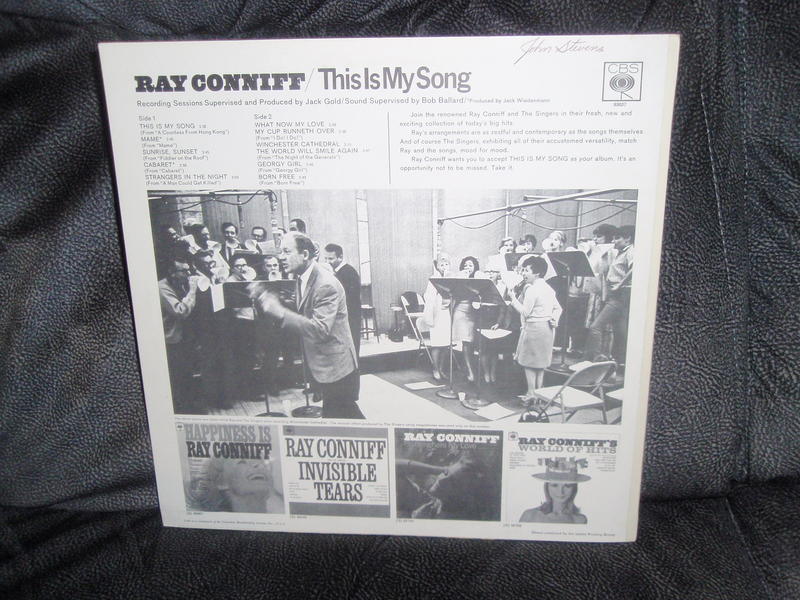 John Stevens
CBS
RAY CONNIFF/This Is My Song
Recording Sessions Supervised and Produced by Jack Gold/Sound Supervised by Bob Ballard/*Produced by Jack Wiedenmann
Side 1
THIS IS MY SONG
(From "A Countess From Hong Kong")
MAME*
(From "Mame")
SUNRISE, SUNSET
(From "Fiddler on the Roof")
CABARET*
(From "Cabaret")
STRANGERS IN THE NIGHT
(From "A Man Could Get Killed")
Side 2
WHAT NOW MY LOVE
MY CUP RUNNETH OVER
(From "I Do! I Do!")
WINCHESTER CATHEDRAL
THE WORLD WILL SMILE AGAIN
(From "The Night of the Generals")
GEORGY GIRL
(From "Georgy Girl")
BORN FREE
(From "Born Free")
Join the renowned Ray Conniff and The Singers in their fresh, new and
exciting collection of today's big hits.
Ray's arrangements are as restful and contemporary as the songs themselves.
And of course The Singers, exhibiting all of their accustomed versatility, match
Ray and the songs, mood for mood.
Ray Conniff wants you to accept THIS IS MY SONG as your album. It's an
opportunity not to be missed. Take it.
HAPPINESS IS
RAY CONNIFF
RAY CONNIFF
INVISIBLE
TEARS
RAY CONNIFF
RAY CONNIFF'S
WORLD OF HITS